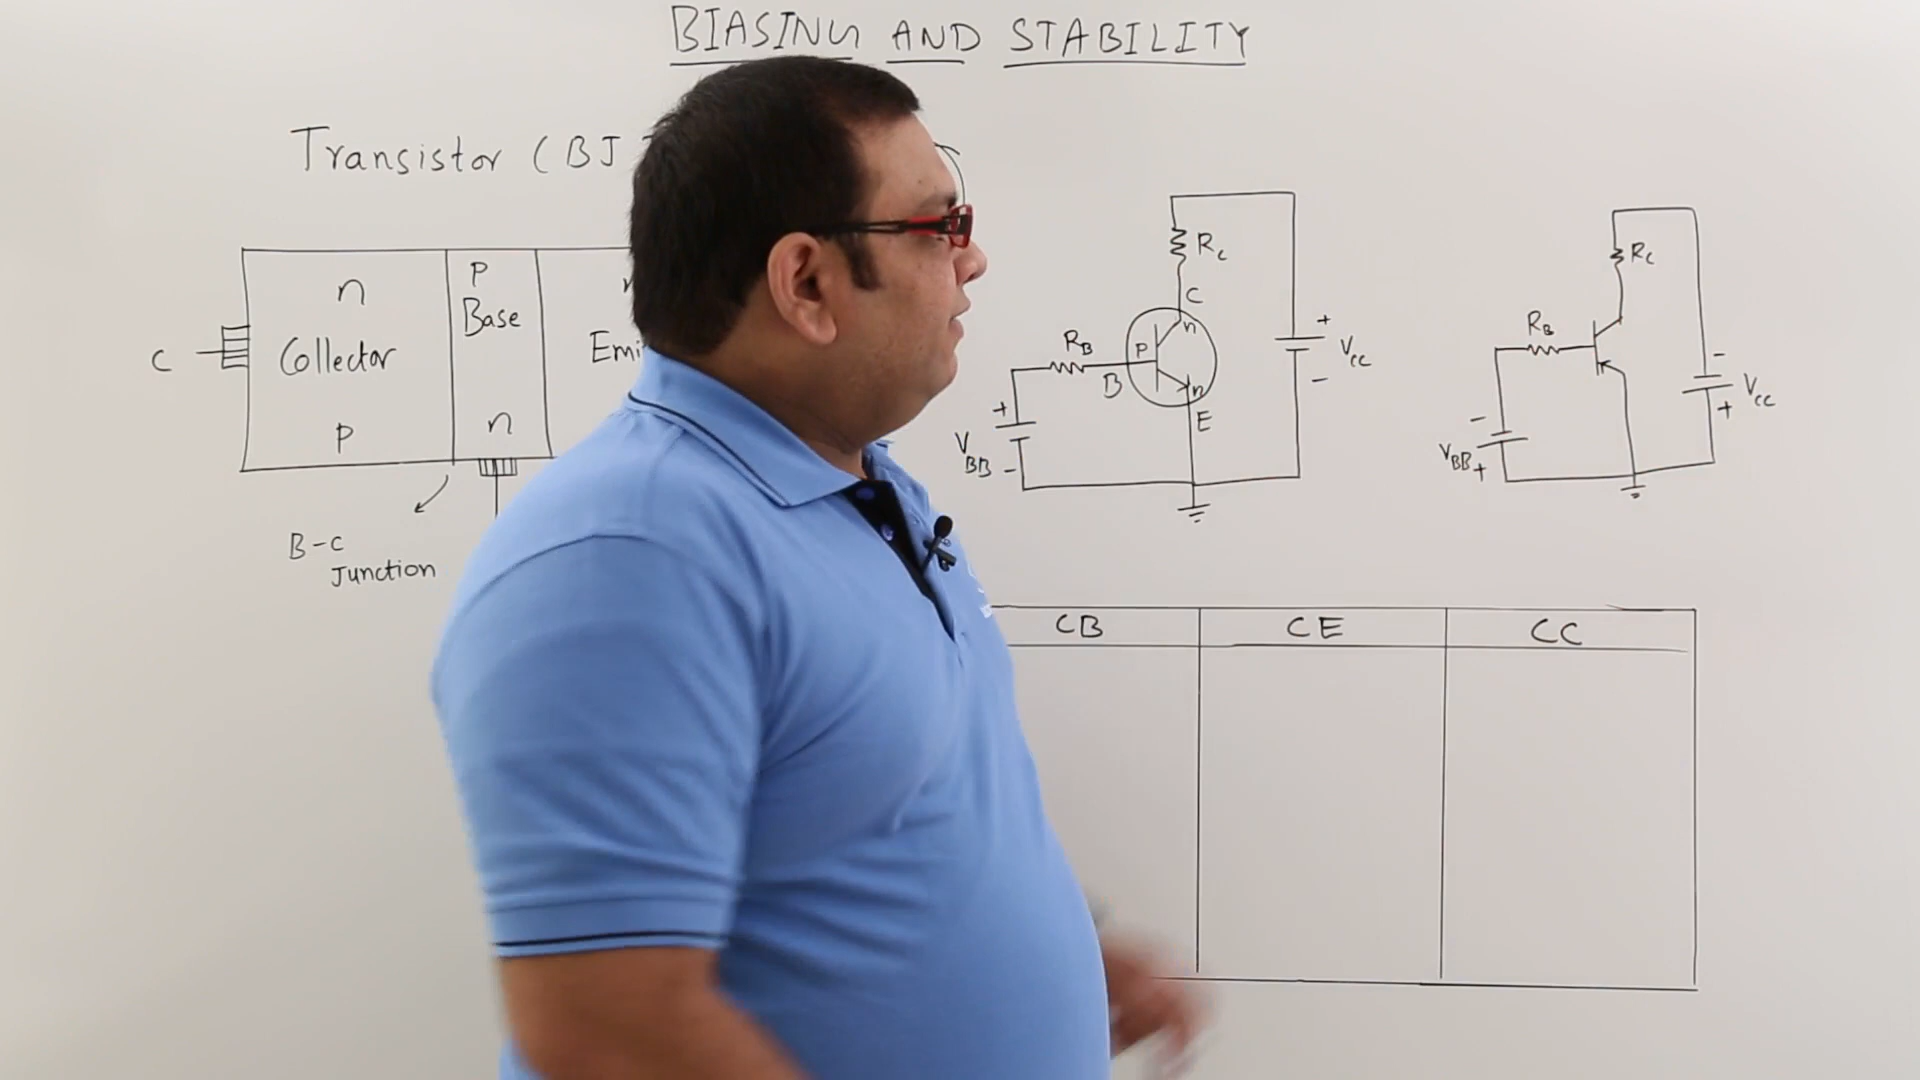 BIASING AND STABILITY
Transistor (BJ
n
Collector
p
C
P
Base
n
Emi
B-C
Junction
RC
C
n
RB
P
B
n
E
+
VBB
-
+
VCC
-
RC
RB
-
VBB
+
-
VCC
+
CB
CE
CC